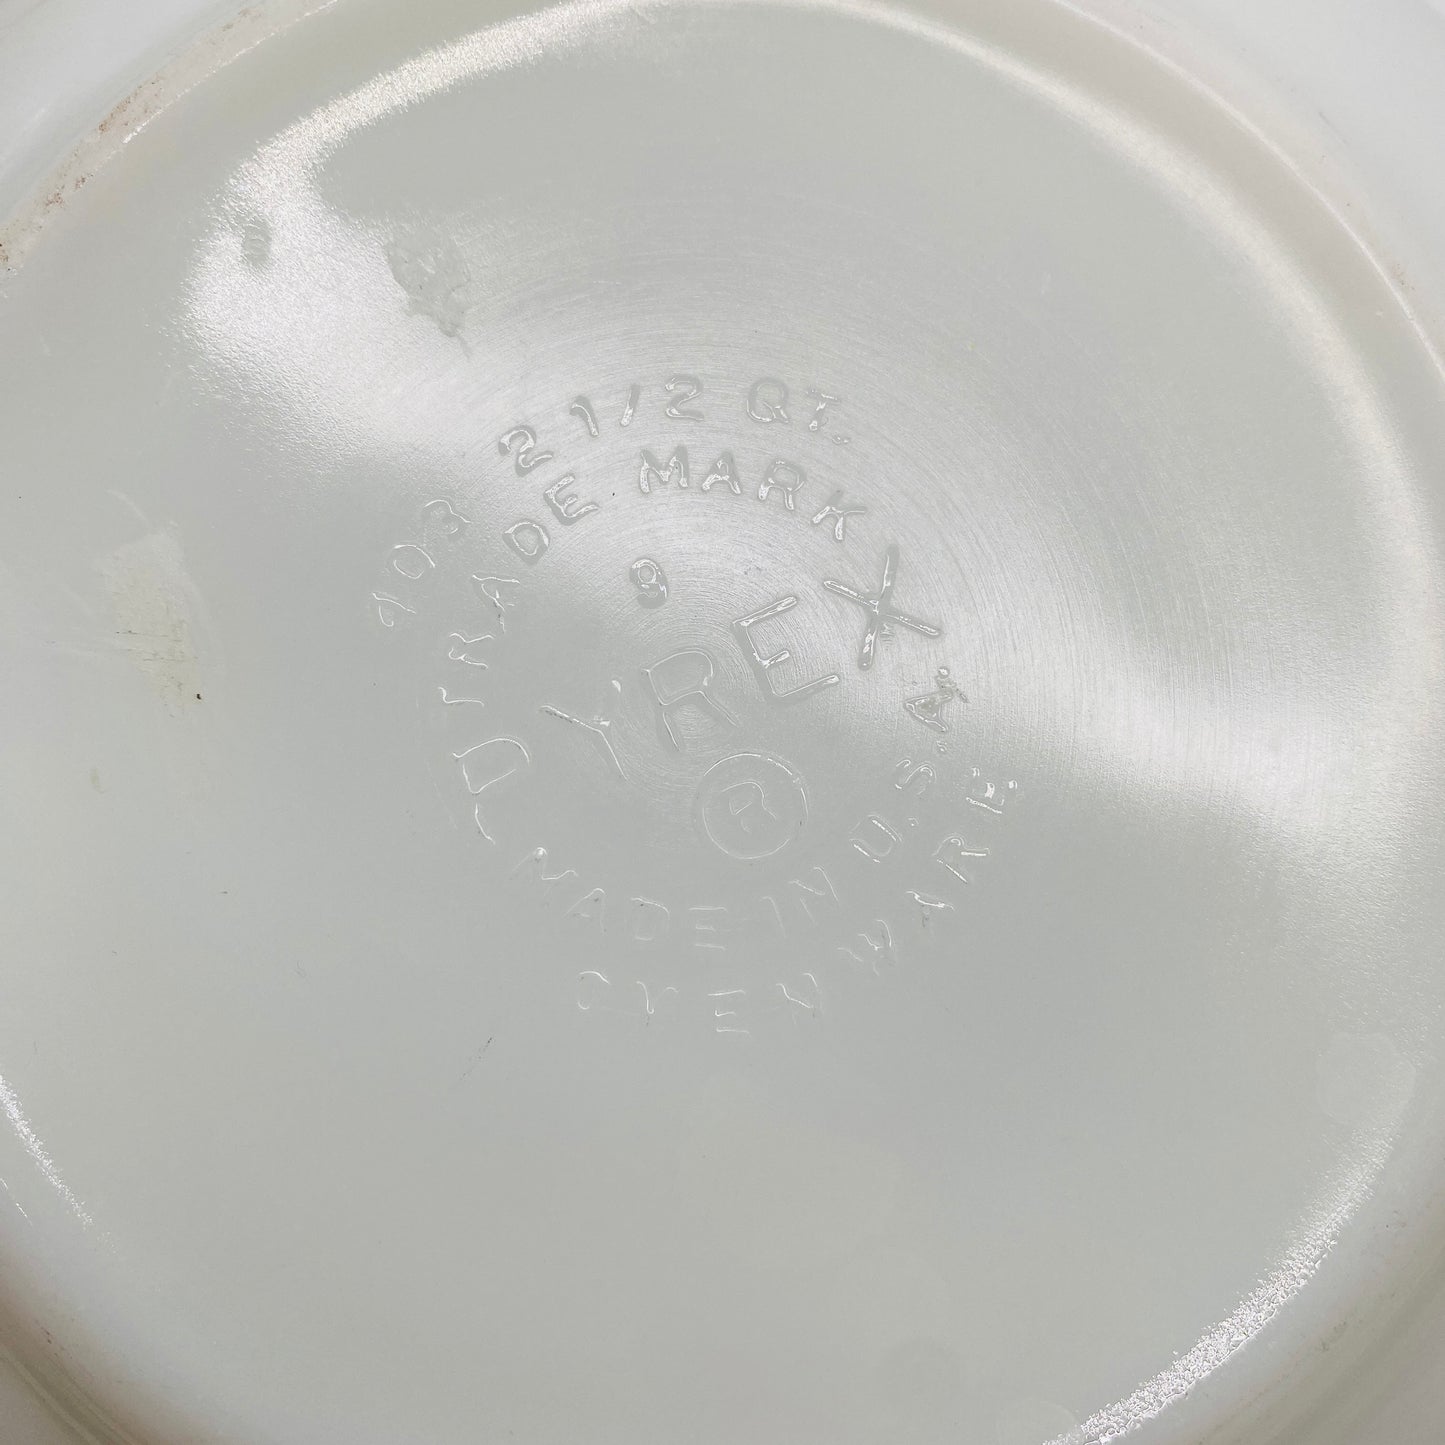 403
2 1/2 QT.
TRADE MARK
9
PYREX
®
D
MADE IN U.S.A.
OVEN WARE